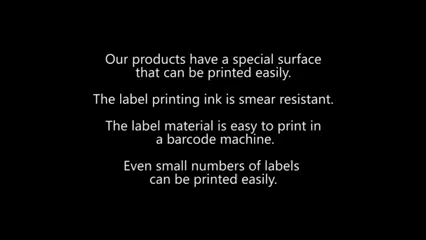 Our products have a special surface
that can be printed easily.
The label printing ink is smear resistant.
The label material is easy to print in
a barcode machine.
Even small numbers of labels
can be printed easily.